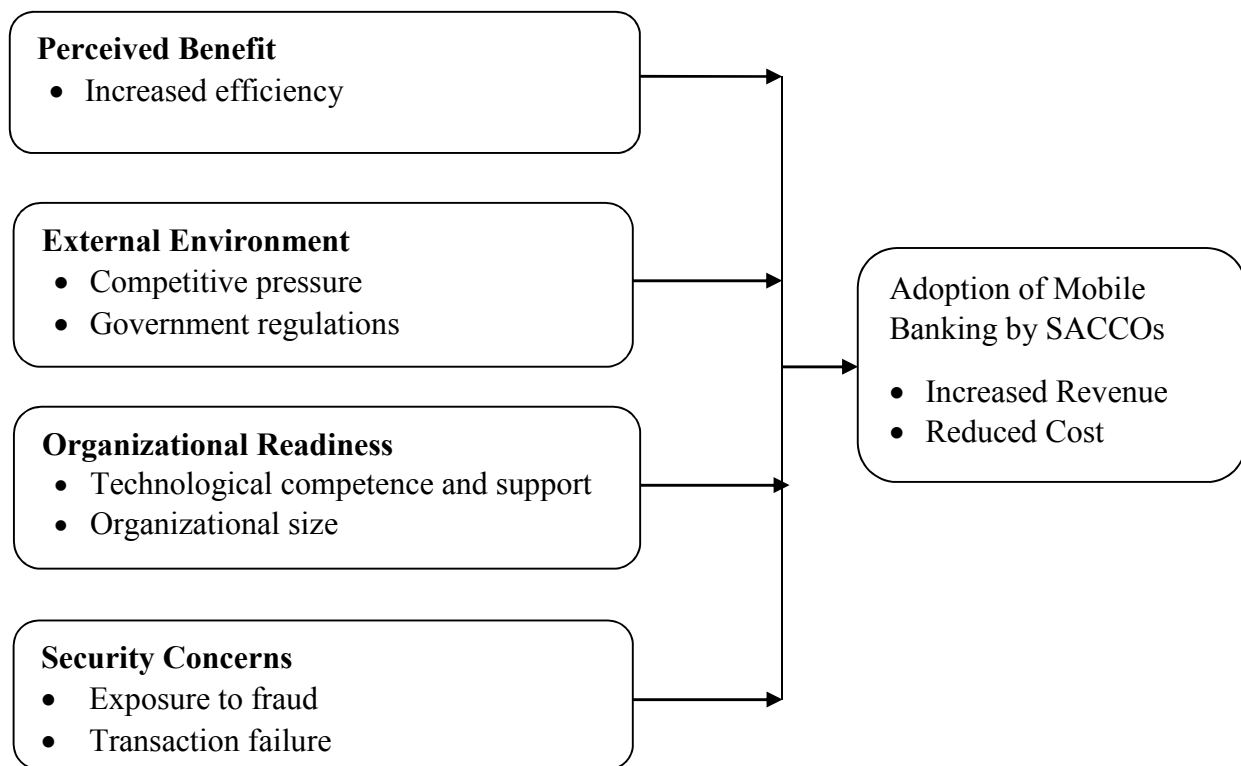 Perceived Benefit
• Increased efficiency
External Environment
• Competitive pressure
• Government regulations
Organizational Readiness
• Technological competence and support
• Organizational size
Security Concerns
• Exposure to fraud
• Transaction failure
Adoption of Mobile
Banking by SACCOs
• Increased Revenue
• Reduced Cost